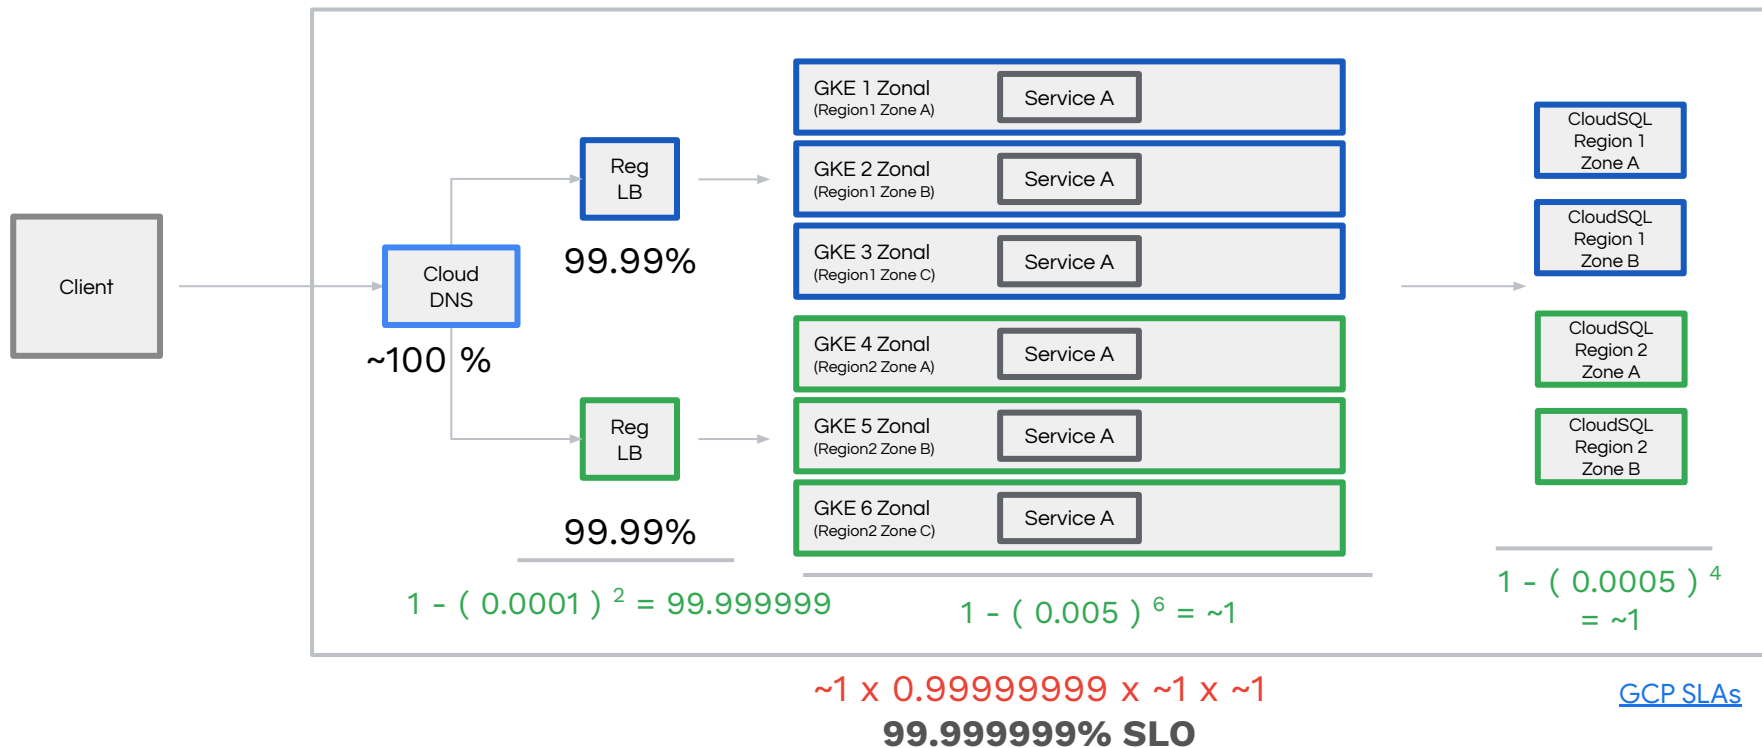 Client
Cloud
DNS
~100 %
Reg
LB
99.99%
Reg
LB
99.99%
1 - ( 0.0001 ) 2 = 99.999999
GKE 1 Zonal
(Region1 Zone A)
Service A
GKE 2 Zonal
(Region1 Zone B)
Service A
GKE 3 Zonal
(Region1 Zone C)
Service A
GKE 4 Zonal
(Region2 Zone A)
Service A
GKE 5 Zonal
(Region2 Zone B)
Service A
GKE 6 Zonal
(Region2 Zone C)
Service A
1 - ( 0.005 ) 6 = ~1
CloudSQL
Region 1
Zone A
CloudSQL
Region 1
Zone B
CloudSQL
Region 2
Zone A
CloudSQL
Region 2
Zone B
1 - ( 0.0005 ) 4
= ~1
~1 x 0.99999999 x ~1 x ~1
99.999999% SLO
GCP SLAs